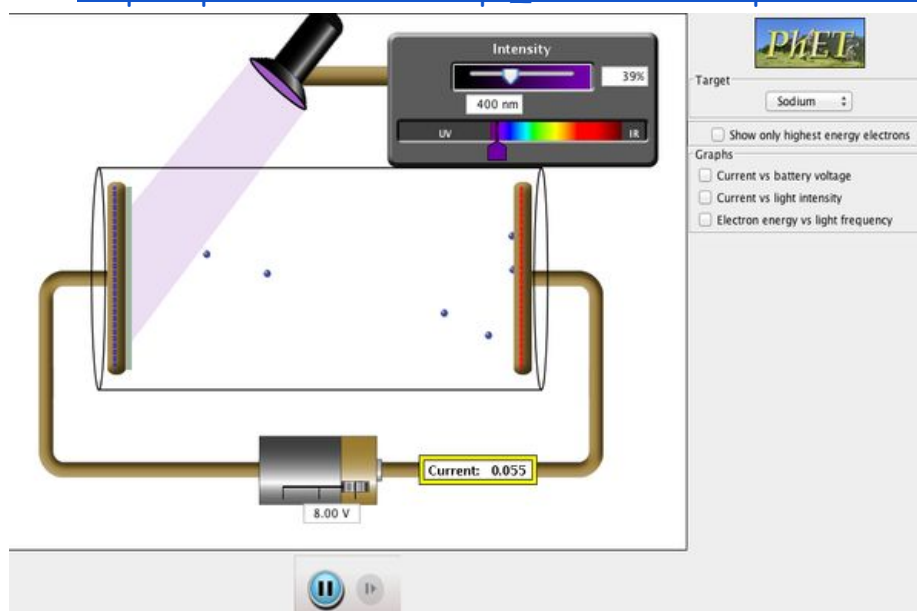 Intensity
39%
400 nm
UV
IR
PhET
Target
Sodium
Show only highest energy electrons
Graphs
Current vs battery voltage
Current vs light intensity
Electron energy vs light frequency
Current: 0.055
8.00 V